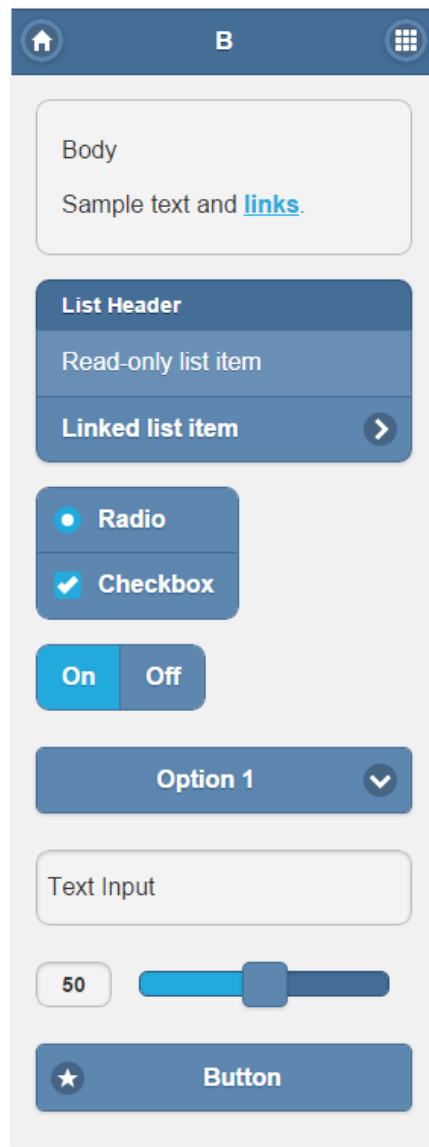 B
Body
Sample text and links.
List Header
Read-only list item
Linked list item
Radio
Checkbox
On Off
Option 1
Text Input
50
Button